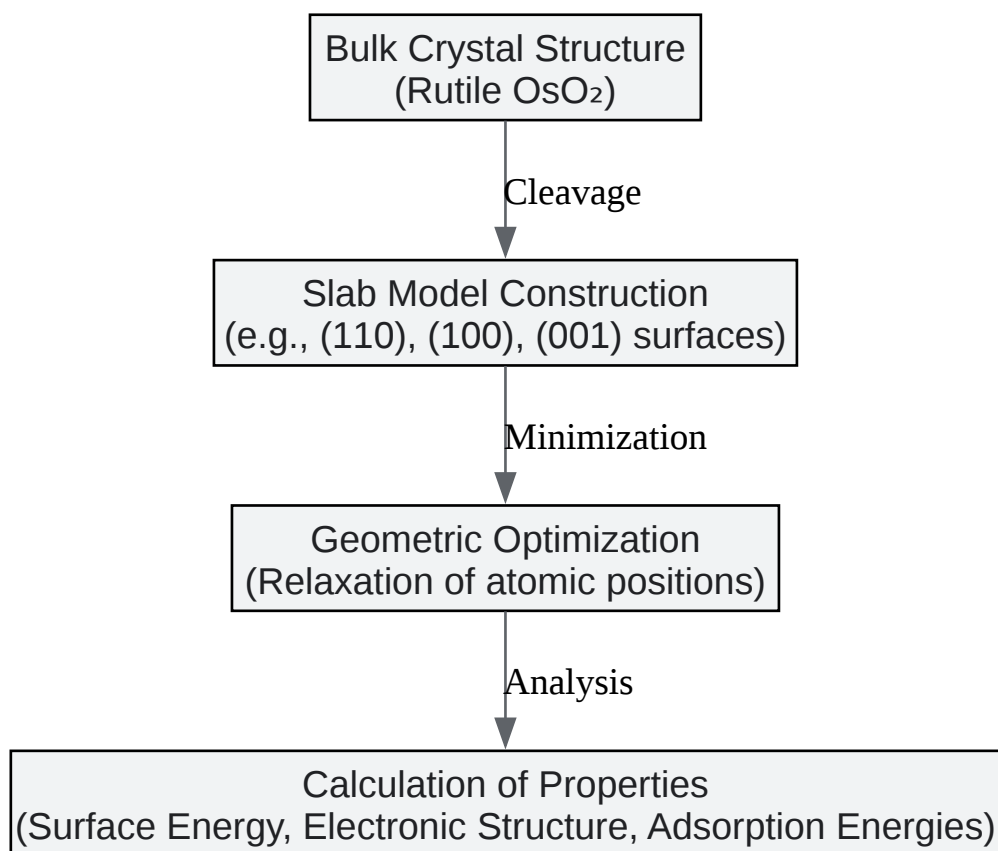 Bulk Crystal Structure
(Rutile OsO₂)
Cleavage
Slab Model Construction
(e.g., (110), (100), (001) surfaces)
Minimization
Geometric Optimization
(Relaxation of atomic positions)
Analysis
Calculation of Properties
(Surface Energy, Electronic Structure, Adsorption Energies)